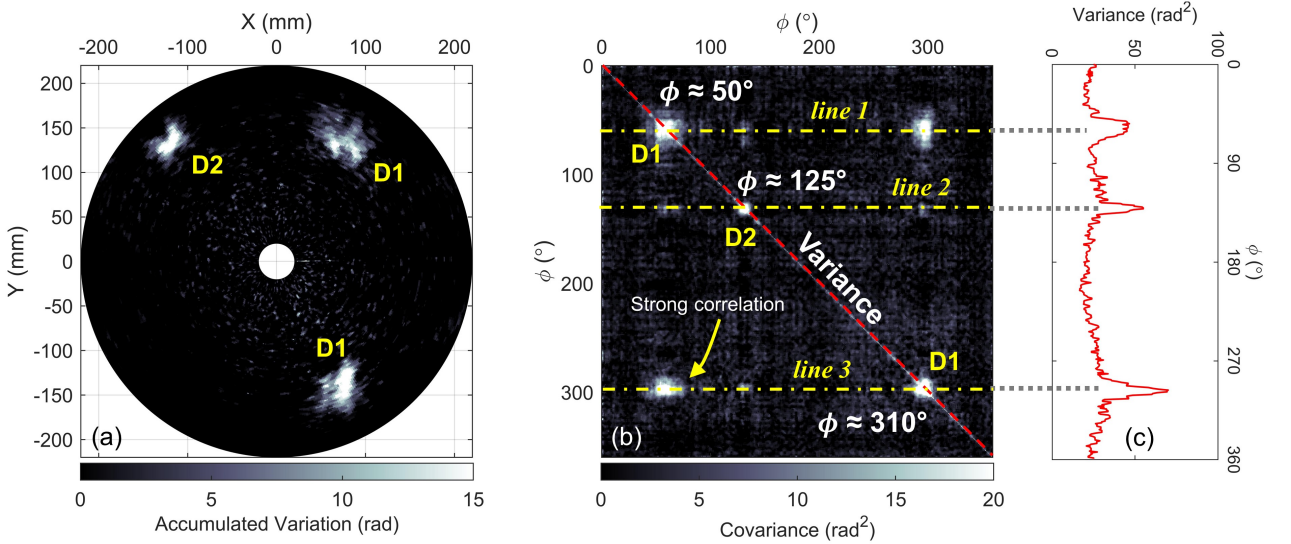 X (mm)
-200 -100 0 100 200
Y (mm)
200
150
100
50
0
-50
-100
-150
-200
D2
D1
D1
(a)
0 5 10 15
Accumulated Variation (rad)
ϕ (°)
0 100 200 300
ϕ (°)
0
100
200
300
ϕ ≈ 50°
line 1
D1
ϕ ≈ 125°
line 2
D2
Variance
Strong correlation
D1
line 3
ϕ ≈ 310°
(b)
0 5 10 15 20
Covariance (rad²)
Variance (rad²)
0 50 100
0
90
180
270
360
ϕ (°)
(c)